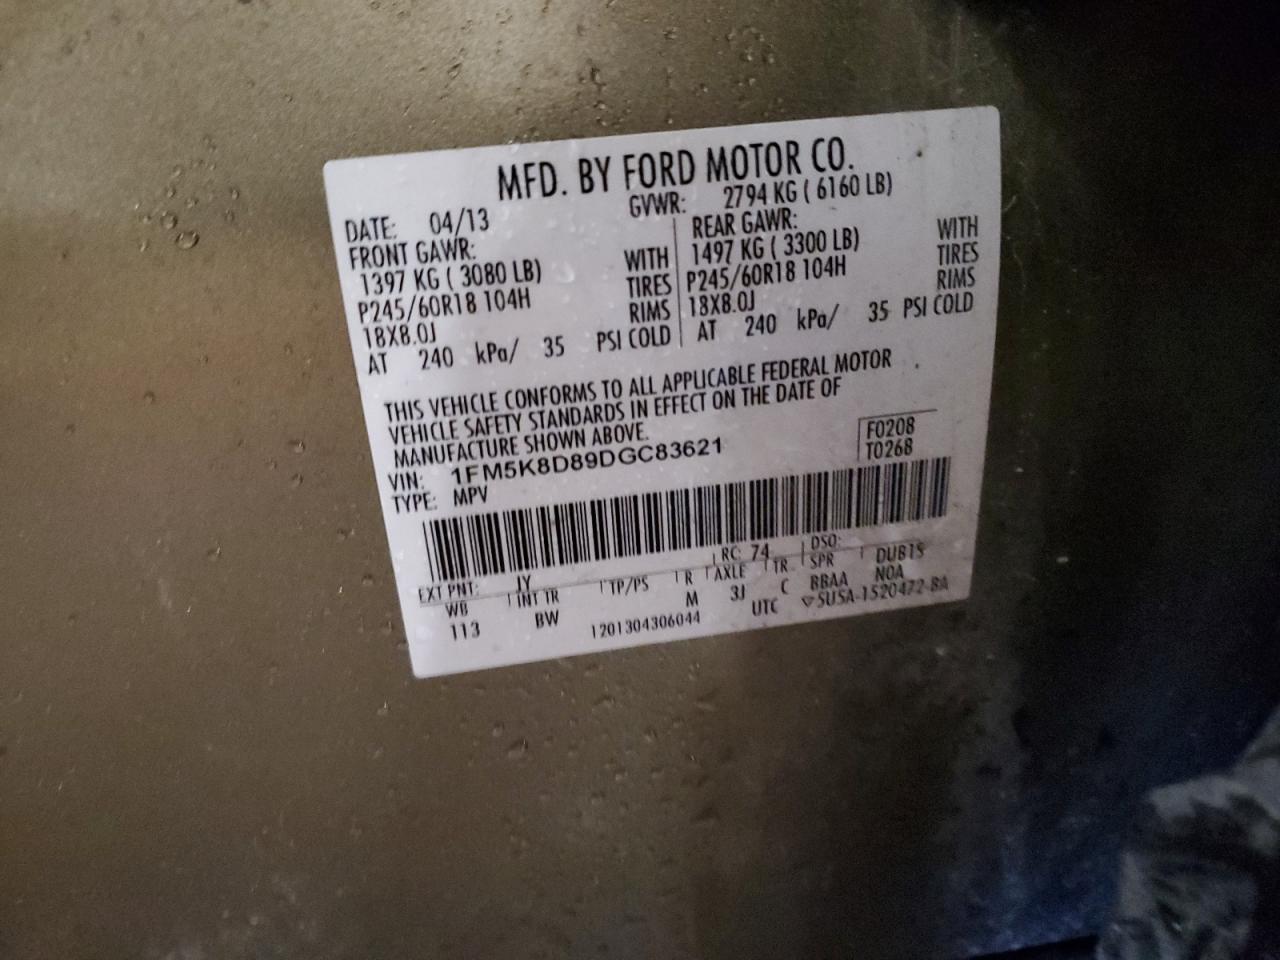 MFD. BY FORD MOTOR CO.
DATE: 04/13 GVWR: 2794 KG ( 6160 LB)
FRONT GAWR: REAR GAWR:
1397 KG ( 3080 LB) WITH 1497 KG ( 3300 LB) WITH
P245/60R18 104H TIRES P245/60R18 104H TIRES
18X8.0J RIMS 18X8.0J RIMS
AT 240 kPa/ 35 PSI COLD AT 240 kPa/ 35 PSI COLD
THIS VEHICLE CONFORMS TO ALL APPLICABLE FEDERAL MOTOR
VEHICLE SAFETY STANDARDS IN EFFECT ON THE DATE OF
MANUFACTURE SHOWN ABOVE.
F0208
VIN: 1FM5K8D89DGC83621 T0268
TYPE: MPV
EXT PNT: JY RC: 74 DSO:
WB INT TR TP/PS R AXLE TR SPR DUB15
113 BW M 3J C BBAA NOA
1201304306044 UTC ▽5U5A-1520472-BA